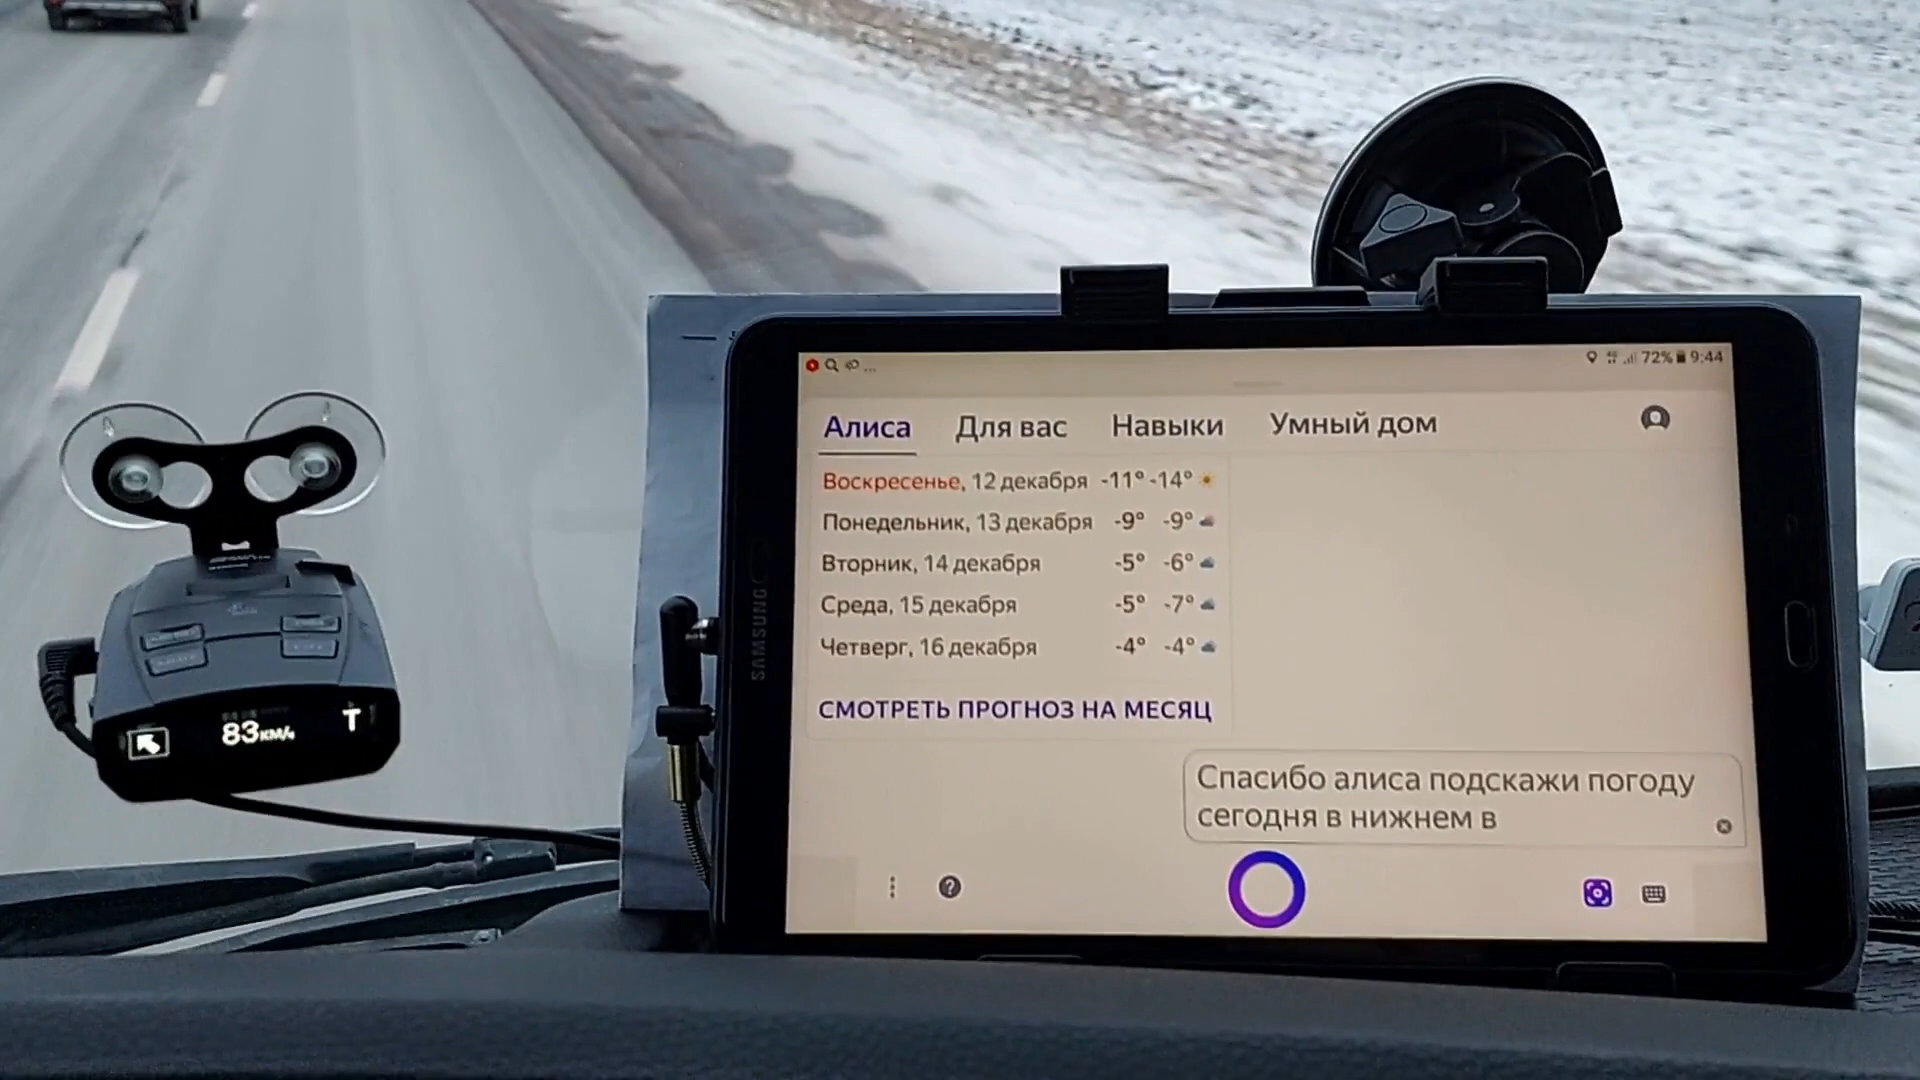 72% 9:44
Алиса Для вас Навыки Умный дом
Воскресенье, 12 декабря -11° -14°
Понедельник, 13 декабря -9° -9°
Вторник, 14 декабря -5° -6°
Среда, 15 декабря -5° -7°
Четверг, 16 декабря -4° -4°
СМОТРЕТЬ ПРОГНОЗ НА МЕСЯЦ
Спасибо алиса подскажи погоду
сегодня в нижнем в
SAMSUNG
83км/ч T